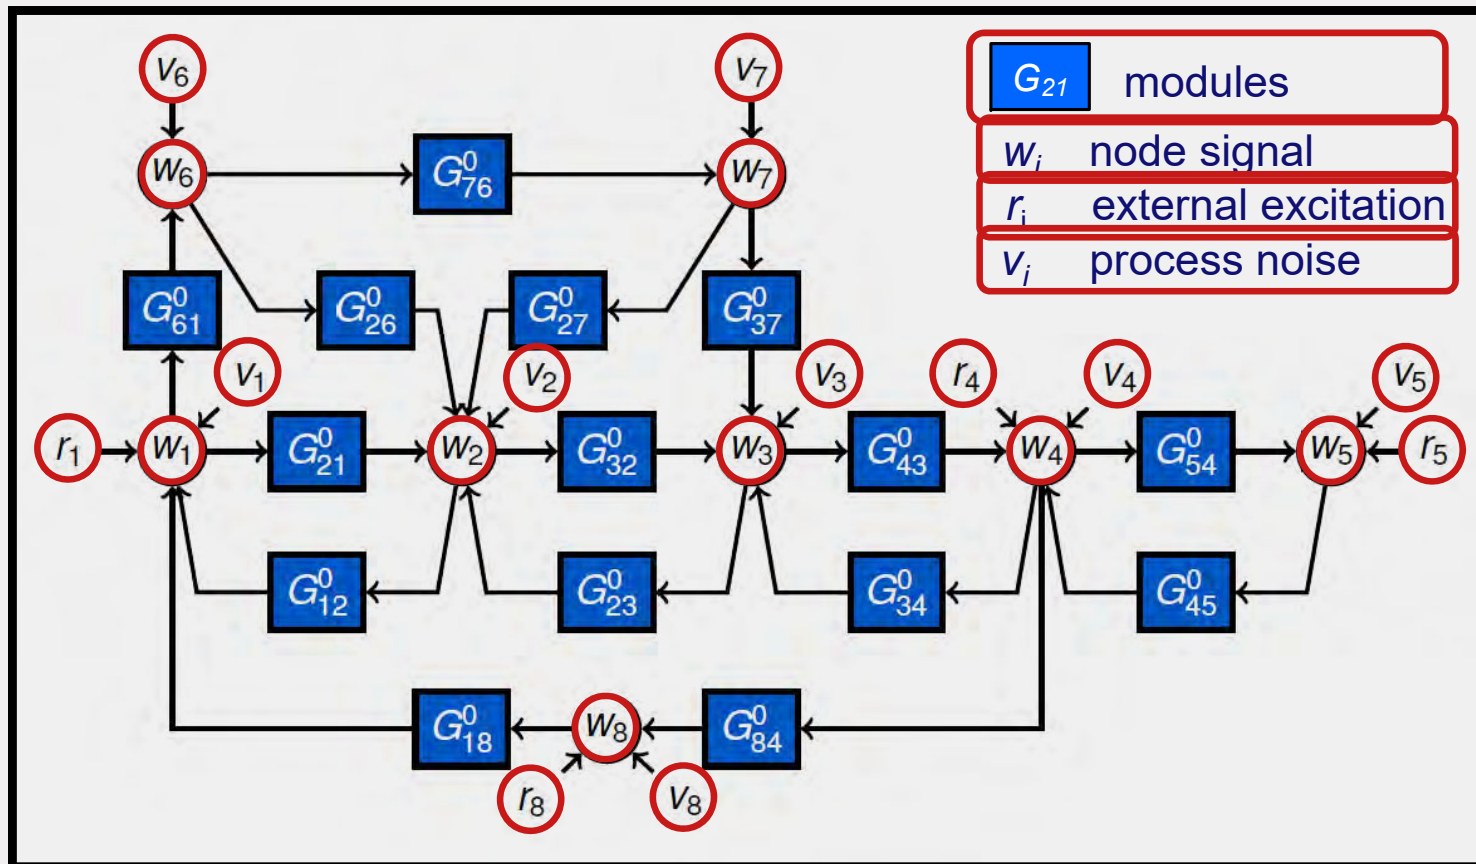 v6 v7
G21 modules
wi node signal
ri external excitation
vi process noise
w6 G076 w7
G061 G026 G027 G037
v1 v2 v3 r4 v4 v5
r1 w1 G021 w2 G032 w3 G043 w4 G054 w5 r5
G012 G023 G034 G045
G018 w8 G084
r8 v8